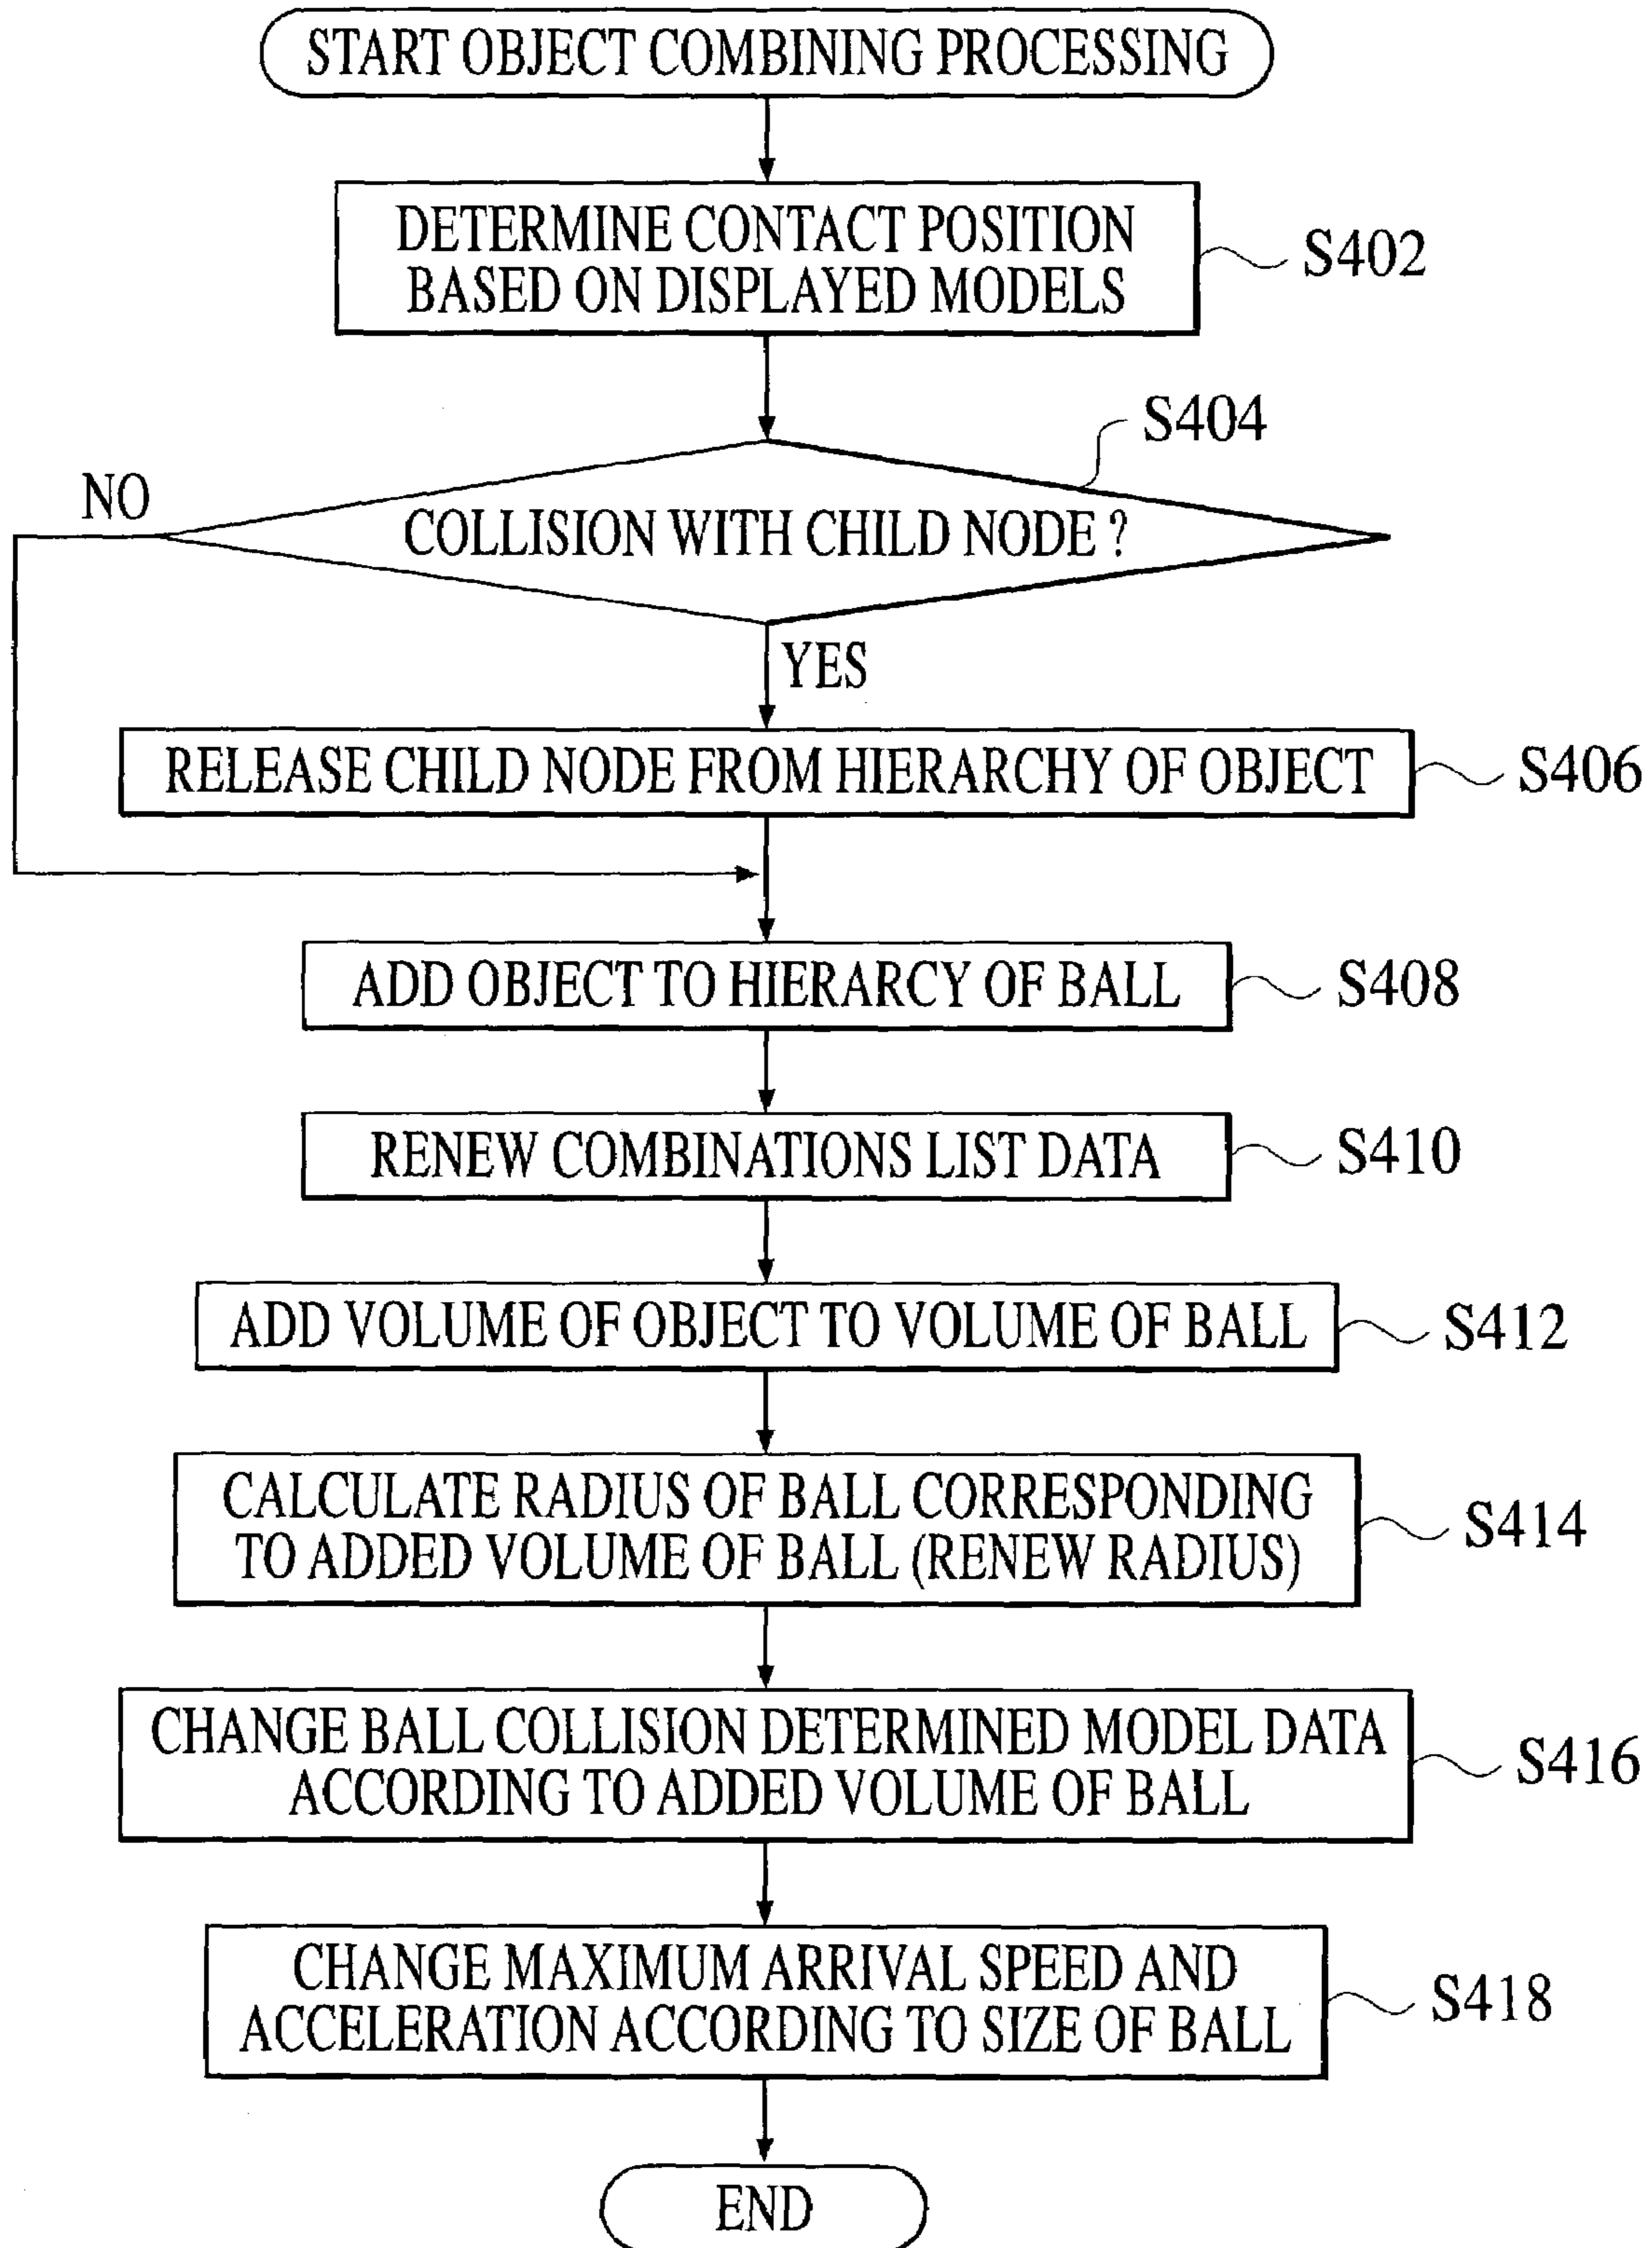 START OBJECT COMBINING PROCESSING
DETERMINE CONTACT POSITION
BASED ON DISPLAYED MODELS
S402
S404
NO
COLLISION WITH CHILD NODE ?
YES
RELEASE CHILD NODE FROM HIERARCHY OF OBJECT
S406
ADD OBJECT TO HIERARCY OF BALL
S408
RENEW COMBINATIONS LIST DATA
S410
ADD VOLUME OF OBJECT TO VOLUME OF BALL
S412
CALCULATE RADIUS OF BALL CORRESPONDING
TO ADDED VOLUME OF BALL (RENEW RADIUS)
S414
CHANGE BALL COLLISION DETERMINED MODEL DATA
ACCORDING TO ADDED VOLUME OF BALL
S416
CHANGE MAXIMUM ARRIVAL SPEED AND
ACCELERATION ACCORDING TO SIZE OF BALL
S418
END